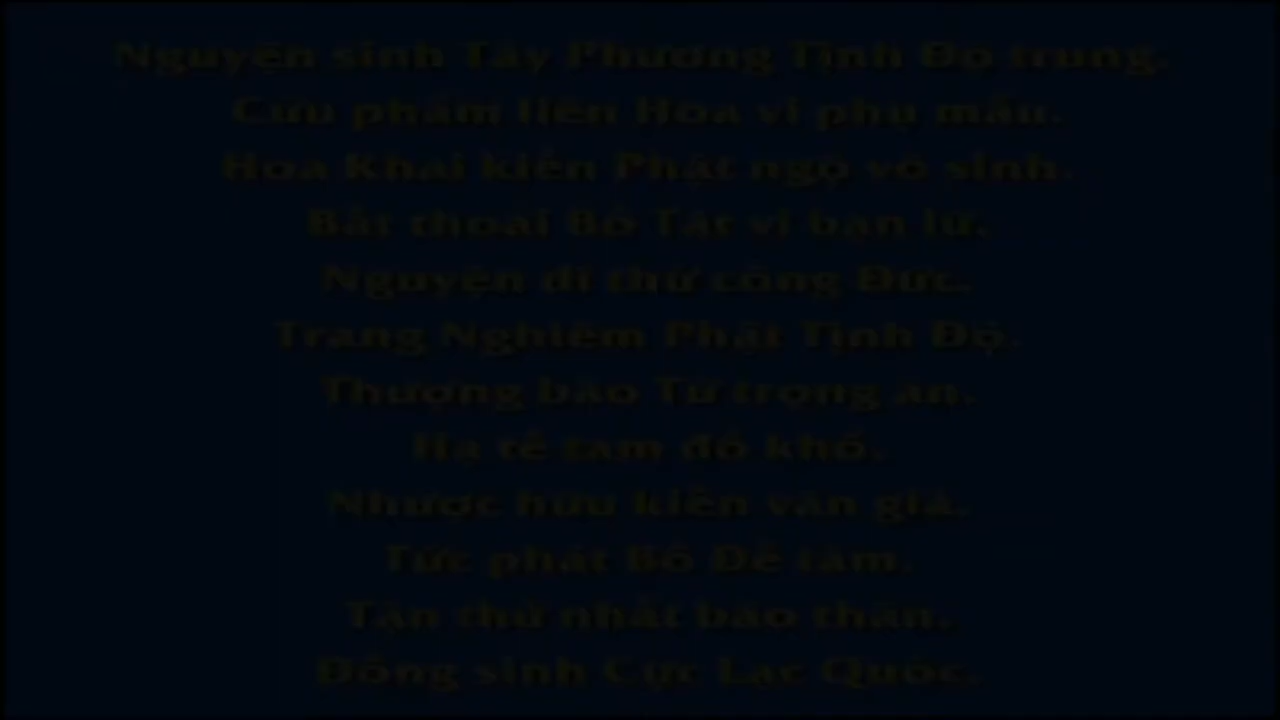 Nguyện sinh Tây Phương Tịnh Độ trung.
Cửu phẩm liên Hoa vi phụ mẫu.
Hoa Khai kiến Phật ngộ vô sinh.
Bất thoái Bồ Tát vi bạn lữ.
Nguyện dĩ thử công Đức.
Trang Nghiêm Phật Tịnh Độ.
Thượng báo Tứ trọng ân.
Hạ tế tam đồ khổ.
Nhược hữu kiến văn giả.
Tức phát Bồ Đề tâm.
Tận thử nhất báo thân.
Đồng sinh Cực Lạc Quốc.